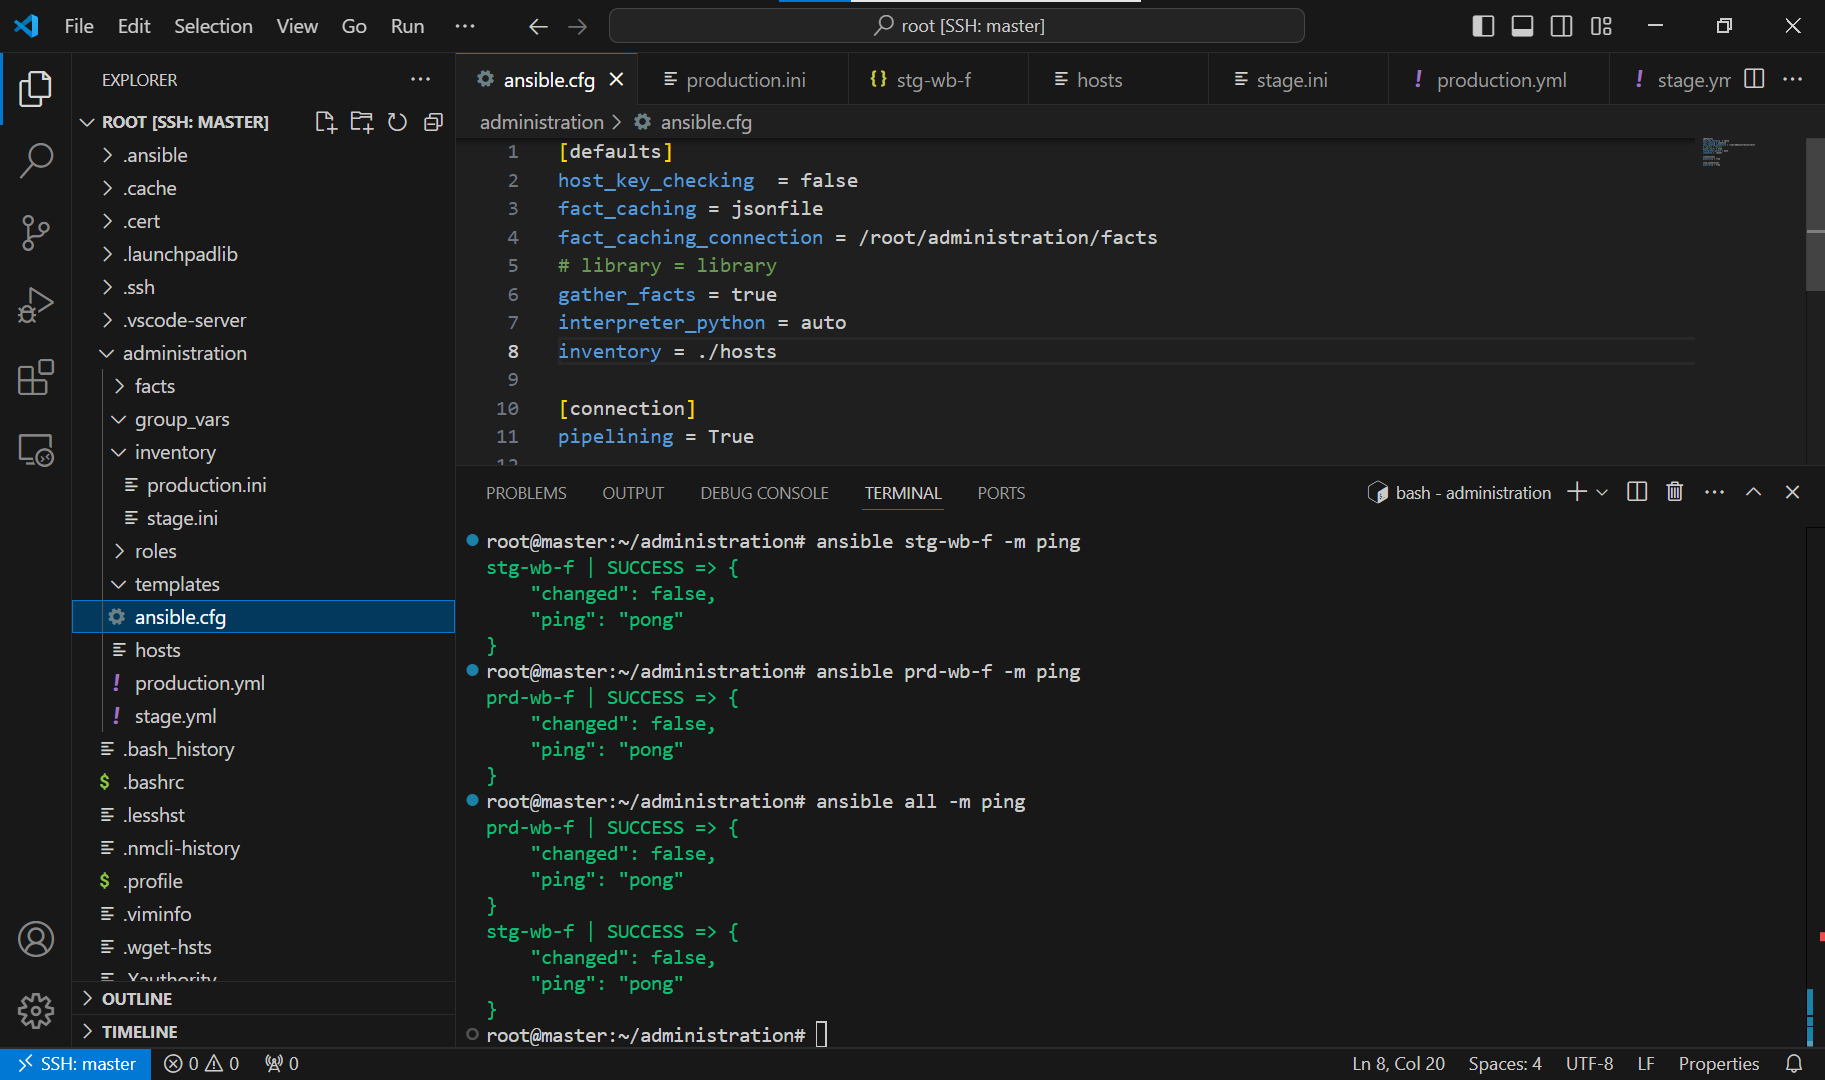 File Edit Selection View Go Run ··· root [SSH: master]
EXPLORER ···
ROOT [SSH: MASTER]
.ansible
.cache
.cert
.launchpadlib
.ssh
.vscode-server
administration
facts
group_vars
inventory
production.ini
stage.ini
roles
templates
ansible.cfg
hosts
production.yml
stage.yml
.bash_history
.bashrc
.lesshst
.nmcli-history
.profile
.viminfo
.wget-hsts
.Xauthority
OUTLINE
TIMELINE
ansible.cfg production.ini {} stg-wb-f hosts stage.ini ! production.yml ! stage.ym ···
administration > ansible.cfg
1 [defaults]
2 host_key_checking  = false
3 fact_caching = jsonfile
4 fact_caching_connection = /root/administration/facts
5 # library = library
6 gather_facts = true
7 interpreter_python = auto
8 inventory = ./hosts
9
10 [connection]
11 pipelining = True
12
PROBLEMS OUTPUT DEBUG CONSOLE TERMINAL PORTS bash - administration
root@master:~/administration# ansible stg-wb-f -m ping
stg-wb-f | SUCCESS => {
    "changed": false,
    "ping": "pong"
}
root@master:~/administration# ansible prd-wb-f -m ping
prd-wb-f | SUCCESS => {
    "changed": false,
    "ping": "pong"
}
root@master:~/administration# ansible all -m ping
prd-wb-f | SUCCESS => {
    "changed": false,
    "ping": "pong"
}
stg-wb-f | SUCCESS => {
    "changed": false,
    "ping": "pong"
}
root@master:~/administration#
SSH: master 0 0 0 Ln 8, Col 20 Spaces: 4 UTF-8 LF Properties